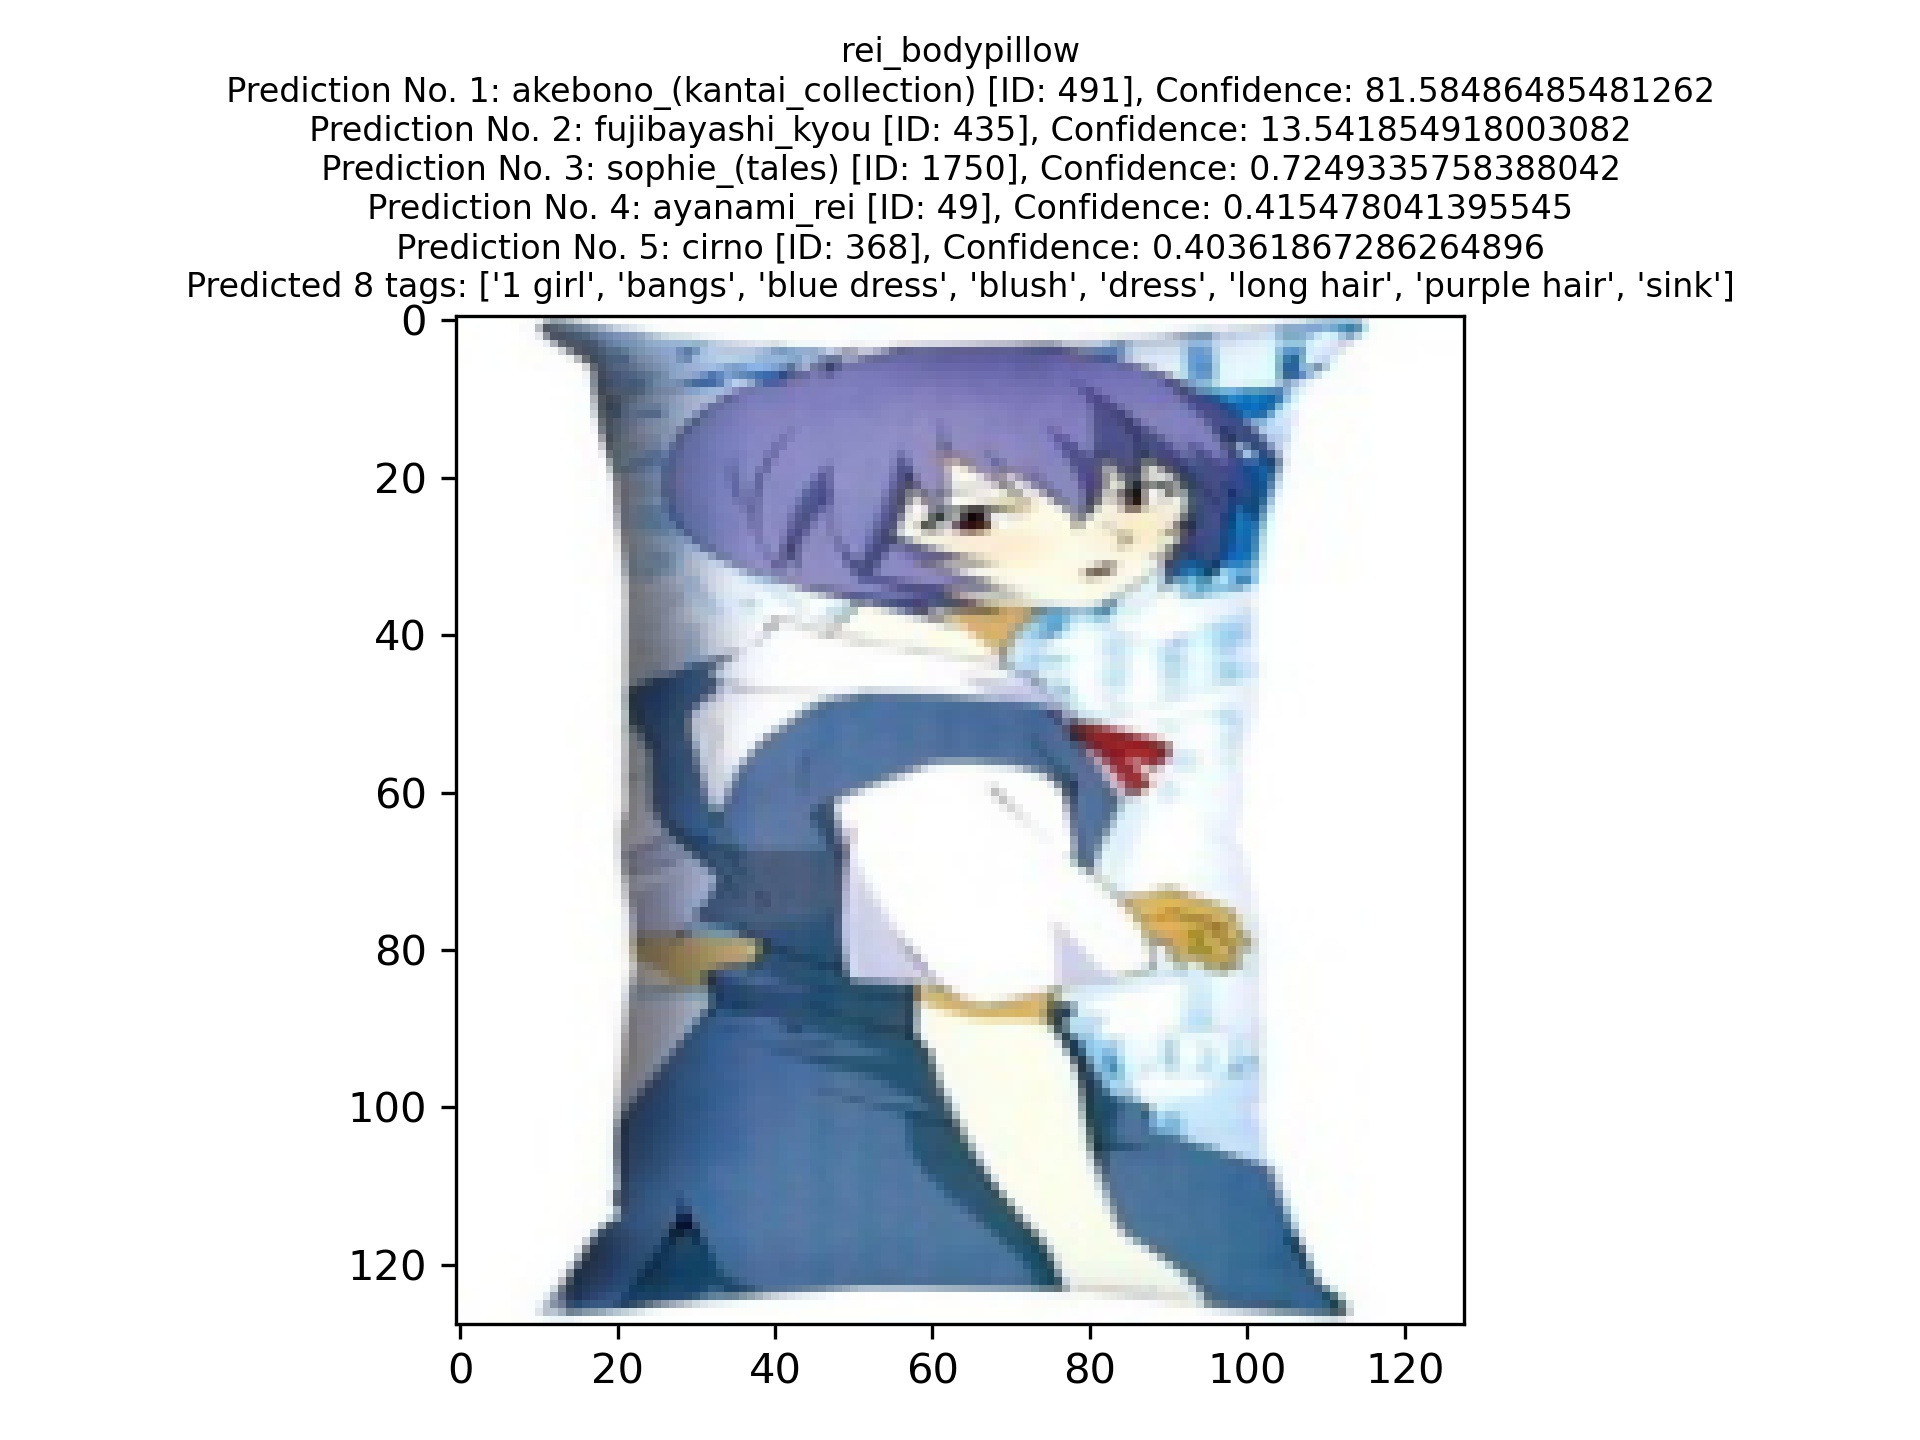 rei_bodypillow
Prediction No. 1: akebono_(kantai_collection) [ID: 491], Confidence: 81.58486485481262
Prediction No. 2: fujibayashi_kyou [ID: 435], Confidence: 13.541854918003082
Prediction No. 3: sophie_(tales) [ID: 1750], Confidence: 0.7249335758388042
Prediction No. 4: ayanami_rei [ID: 49], Confidence: 0.415478041395545
Prediction No. 5: cirno [ID: 368], Confidence: 0.40361867286264896
Predicted 8 tags: ['1 girl', 'bangs', 'blue dress', 'blush', 'dress', 'long hair', 'purple hair', 'sink']
0
20
40
60
80
100
120
0 20 40 60 80 100 120